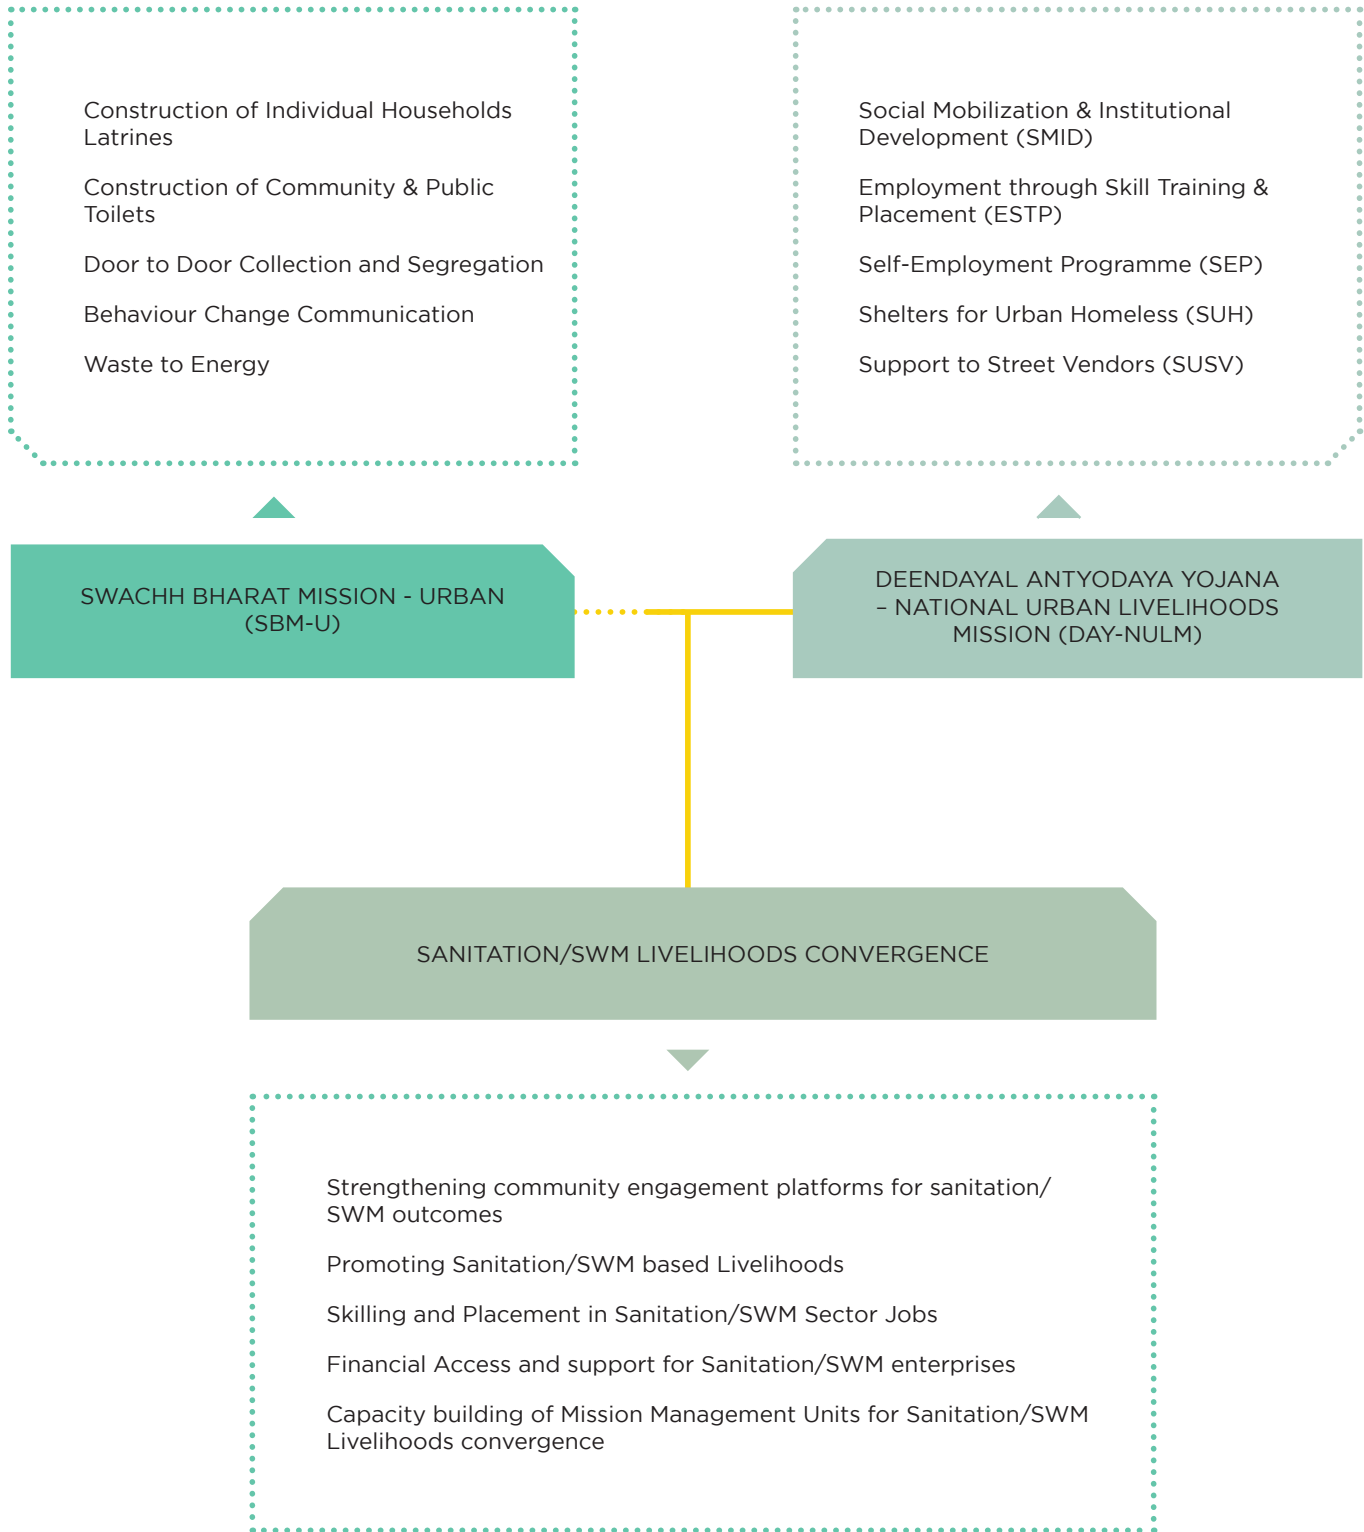 Construction of Individual Households
Latrines
Construction of Community & Public
Toilets
Door to Door Collection and Segregation
Behaviour Change Communication
Waste to Energy
Social Mobilization & Institutional
Development (SMID)
Employment through Skill Training &
Placement (ESTP)
Self-Employment Programme (SEP)
Shelters for Urban Homeless (SUH)
Support to Street Vendors (SUSV)
SWACHH BHARAT MISSION - URBAN
(SBM-U)
DEENDAYAL ANTYODAYA YOJANA
– NATIONAL URBAN LIVELIHOODS
MISSION (DAY-NULM)
SANITATION/SWM LIVELIHOODS CONVERGENCE
Strengthening community engagement platforms for sanitation/
SWM outcomes
Promoting Sanitation/SWM based Livelihoods
Skilling and Placement in Sanitation/SWM Sector Jobs
Financial Access and support for Sanitation/SWM enterprises
Capacity building of Mission Management Units for Sanitation/SWM
Livelihoods convergence